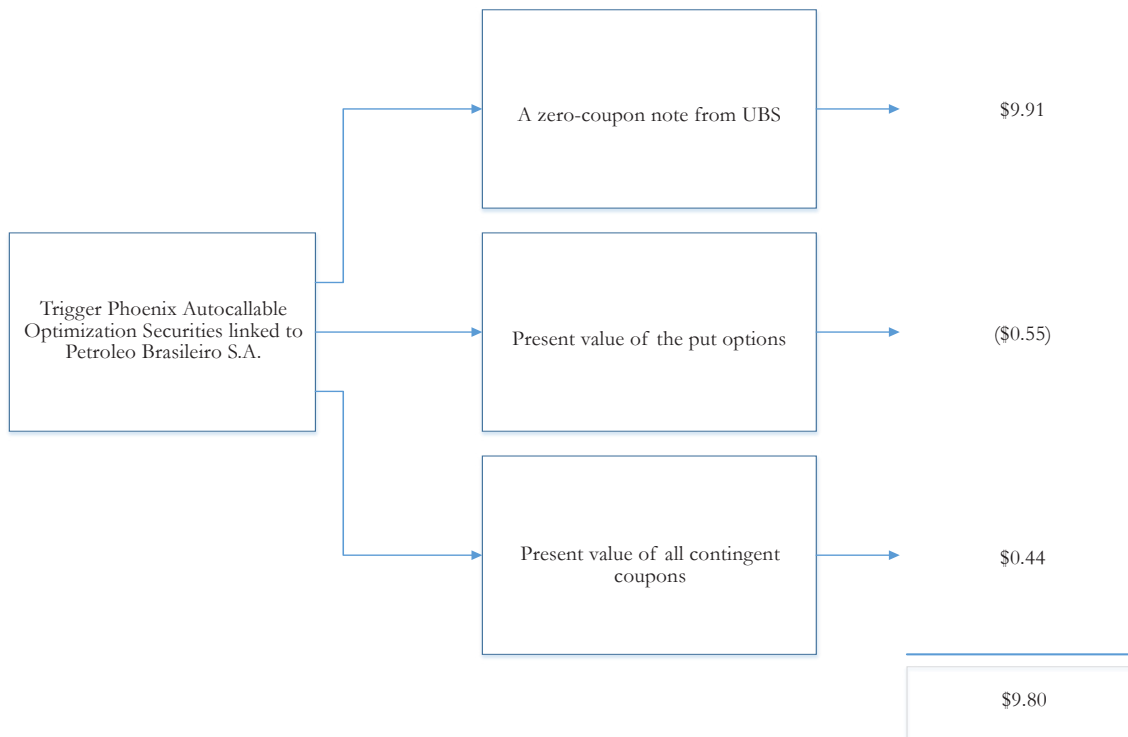 A zero-coupon note from UBS
$9.91
Trigger Phoenix Autocallable
Optimization Securities linked to
Petroleo Brasileiro S.A.
Present value of the put options
($0.55)
Present value of all contingent
coupons
$0.44
$9.80